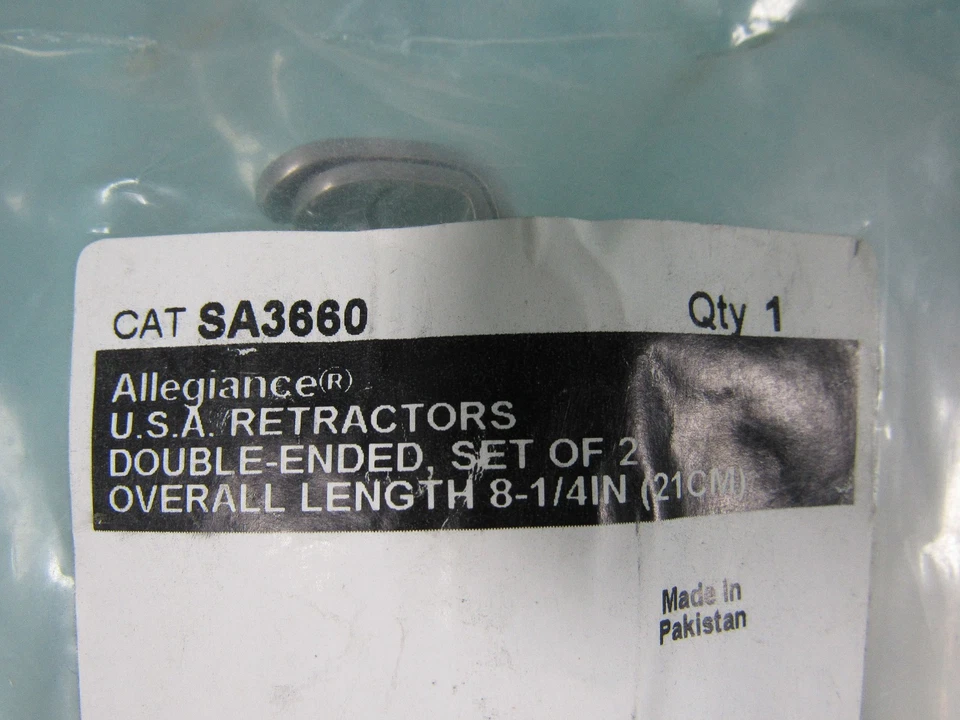 CAT SA3660 Qty 1
Allegiance(R)
U.S.A. RETRACTORS
DOUBLE-ENDED, SET OF 2
OVERALL LENGTH 8-1/4IN (21CM)
Made in
Pakistan